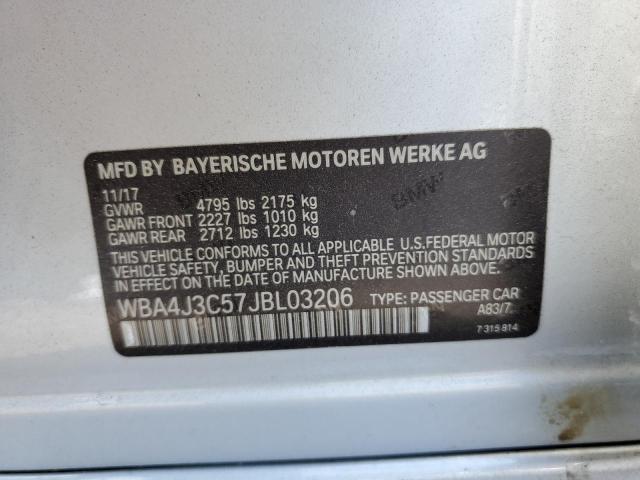 MFD BY BAYERISCHE MOTOREN WERKE AG
11/17
GVWR 4795 lbs 2175 kg
GAWR FRONT 2227 lbs 1010 kg
GAWR REAR 2712 lbs 1230 kg
THIS VEHICLE CONFORMS TO ALL APPLICABLE U.S.FEDERAL MOTOR
VEHICLE SAFETY, BUMPER, AND THEFT PREVENTION STANDARDS
IN EFFECT ON THE DATE OF MANUFACTURE SHOWN ABOVE.
WBA4J3C57JBL03206 TYPE: PASSENGER CAR
A83/7
7 315 814
BMW